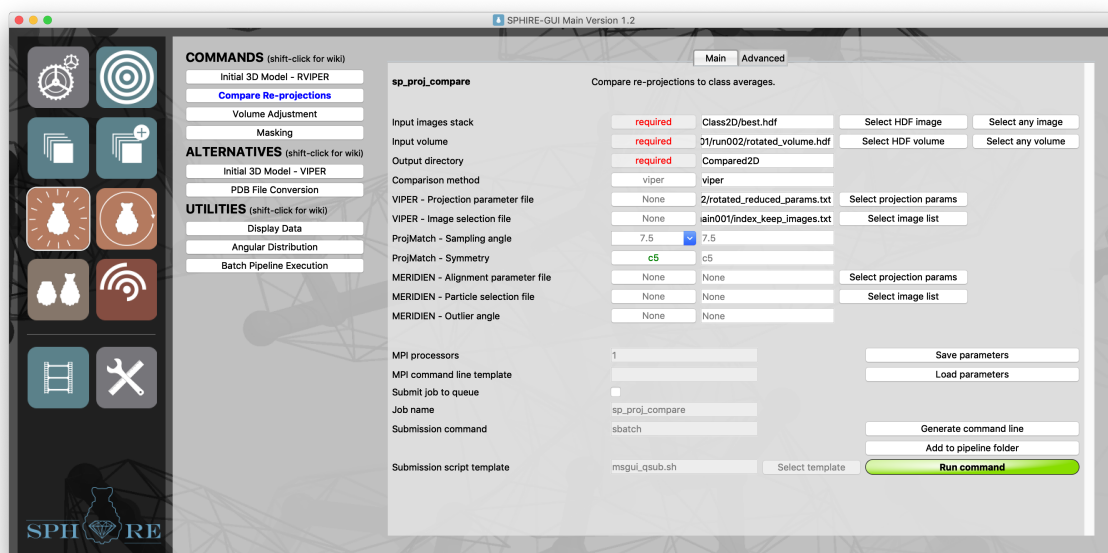 SPHIRE-GUI Main Version 1.2
COMMANDS (shift-click for wiki)
Initial 3D Model - RVIPER
Compare Re-projections
Volume Adjustment
Masking
ALTERNATIVES (shift-click for wiki)
Initial 3D Model - VIPER
PDB File Conversion
UTILITIES (shift-click for wiki)
Display Data
Angular Distribution
Batch Pipeline Execution
SPHIRE
Main Advanced
sp_proj_compare Compare re-projections to class averages.
Input images stack required Class2D/best.hdf Select HDF image Select any image
Input volume required 01/run002/rotated_volume.hdf Select HDF volume Select any volume
Output directory required Compared2D
Comparison method viper viper
VIPER - Projection parameter file None 2/rotated_reduced_params.txt Select projection params
VIPER - Image selection file None ain001/index_keep_images.txt Select image list
ProjMatch - Sampling angle 7.5 7.5
ProjMatch - Symmetry c5 c5
MERIDIEN - Alignment parameter file None None Select projection params
MERIDIEN - Particle selection file None None Select image list
MERIDIEN - Outlier angle None None
MPI processors 1 Save parameters
MPI command line template Load parameters
Submit job to queue
Job name sp_proj_compare
Submission command sbatch Generate command line
Add to pipeline folder
Submission script template msgui_qsub.sh Select template Run command